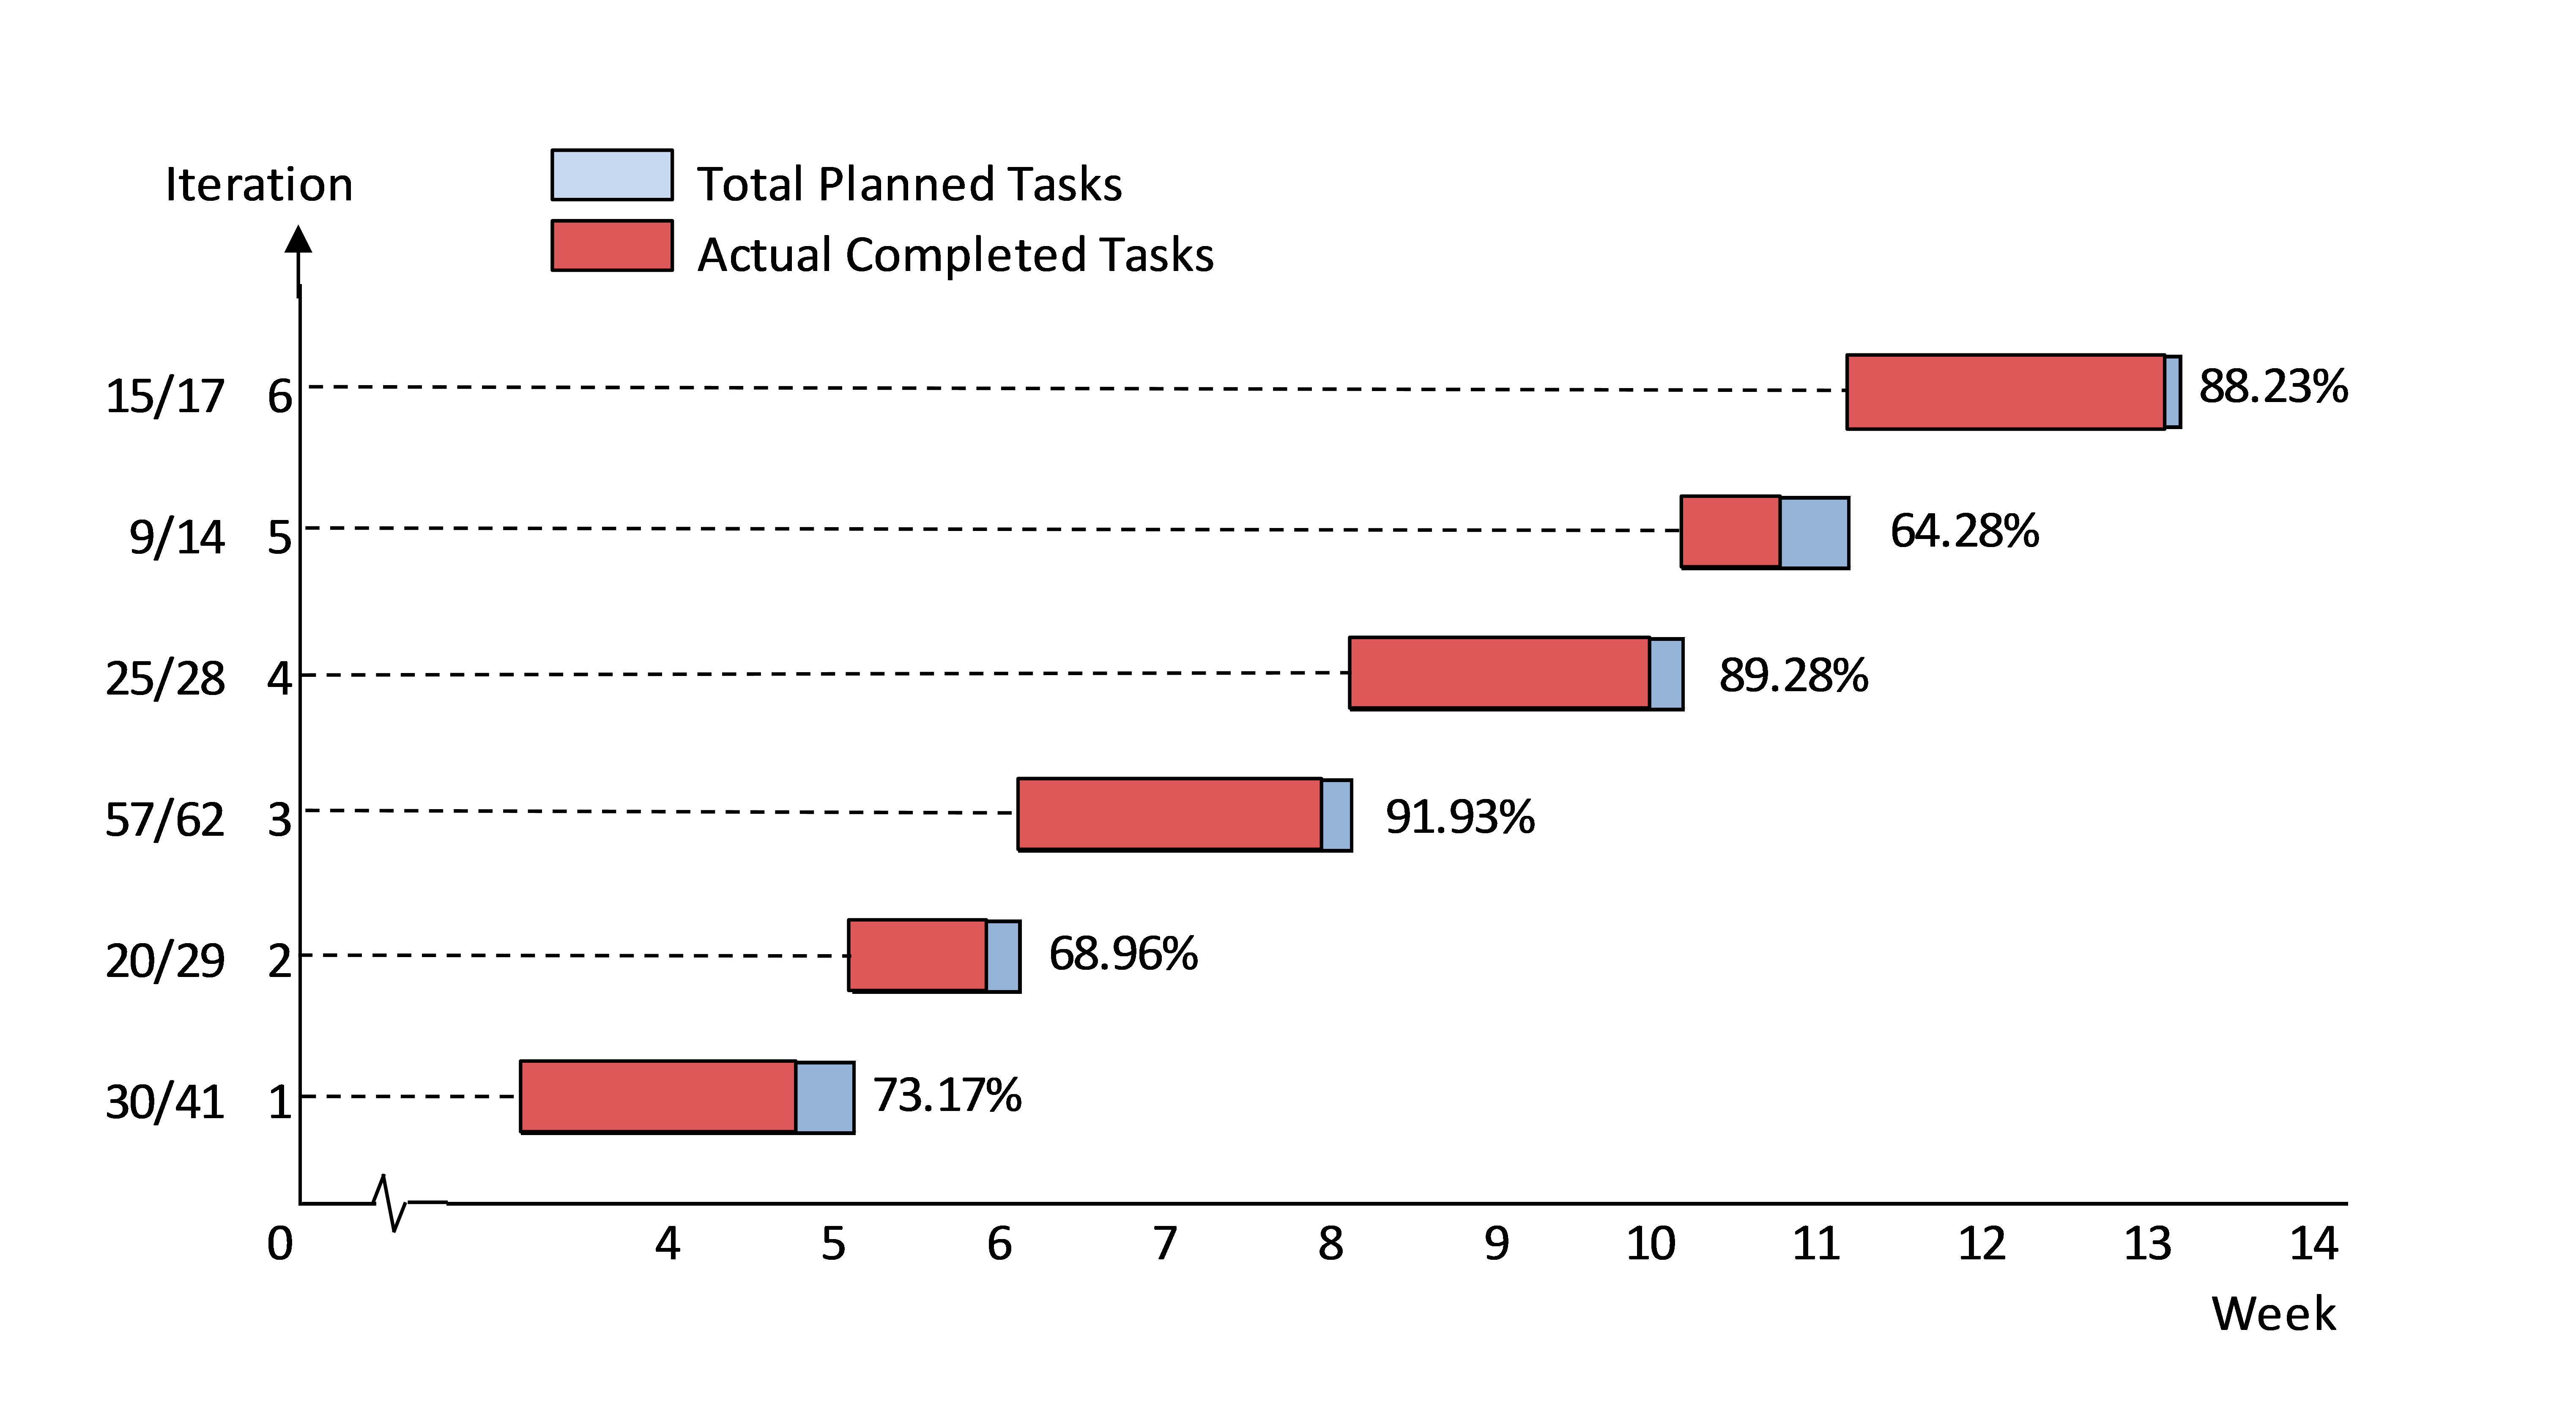 Iteration
Total Planned Tasks
Actual Completed Tasks
15/17 6 88.23%
9/14 5 64.28%
25/28 4 89.28%
57/62 3 91.93%
20/29 2 68.96%
30/41 1 73.17%
0 4 5 6 7 8 9 10 11 12 13 14
Week